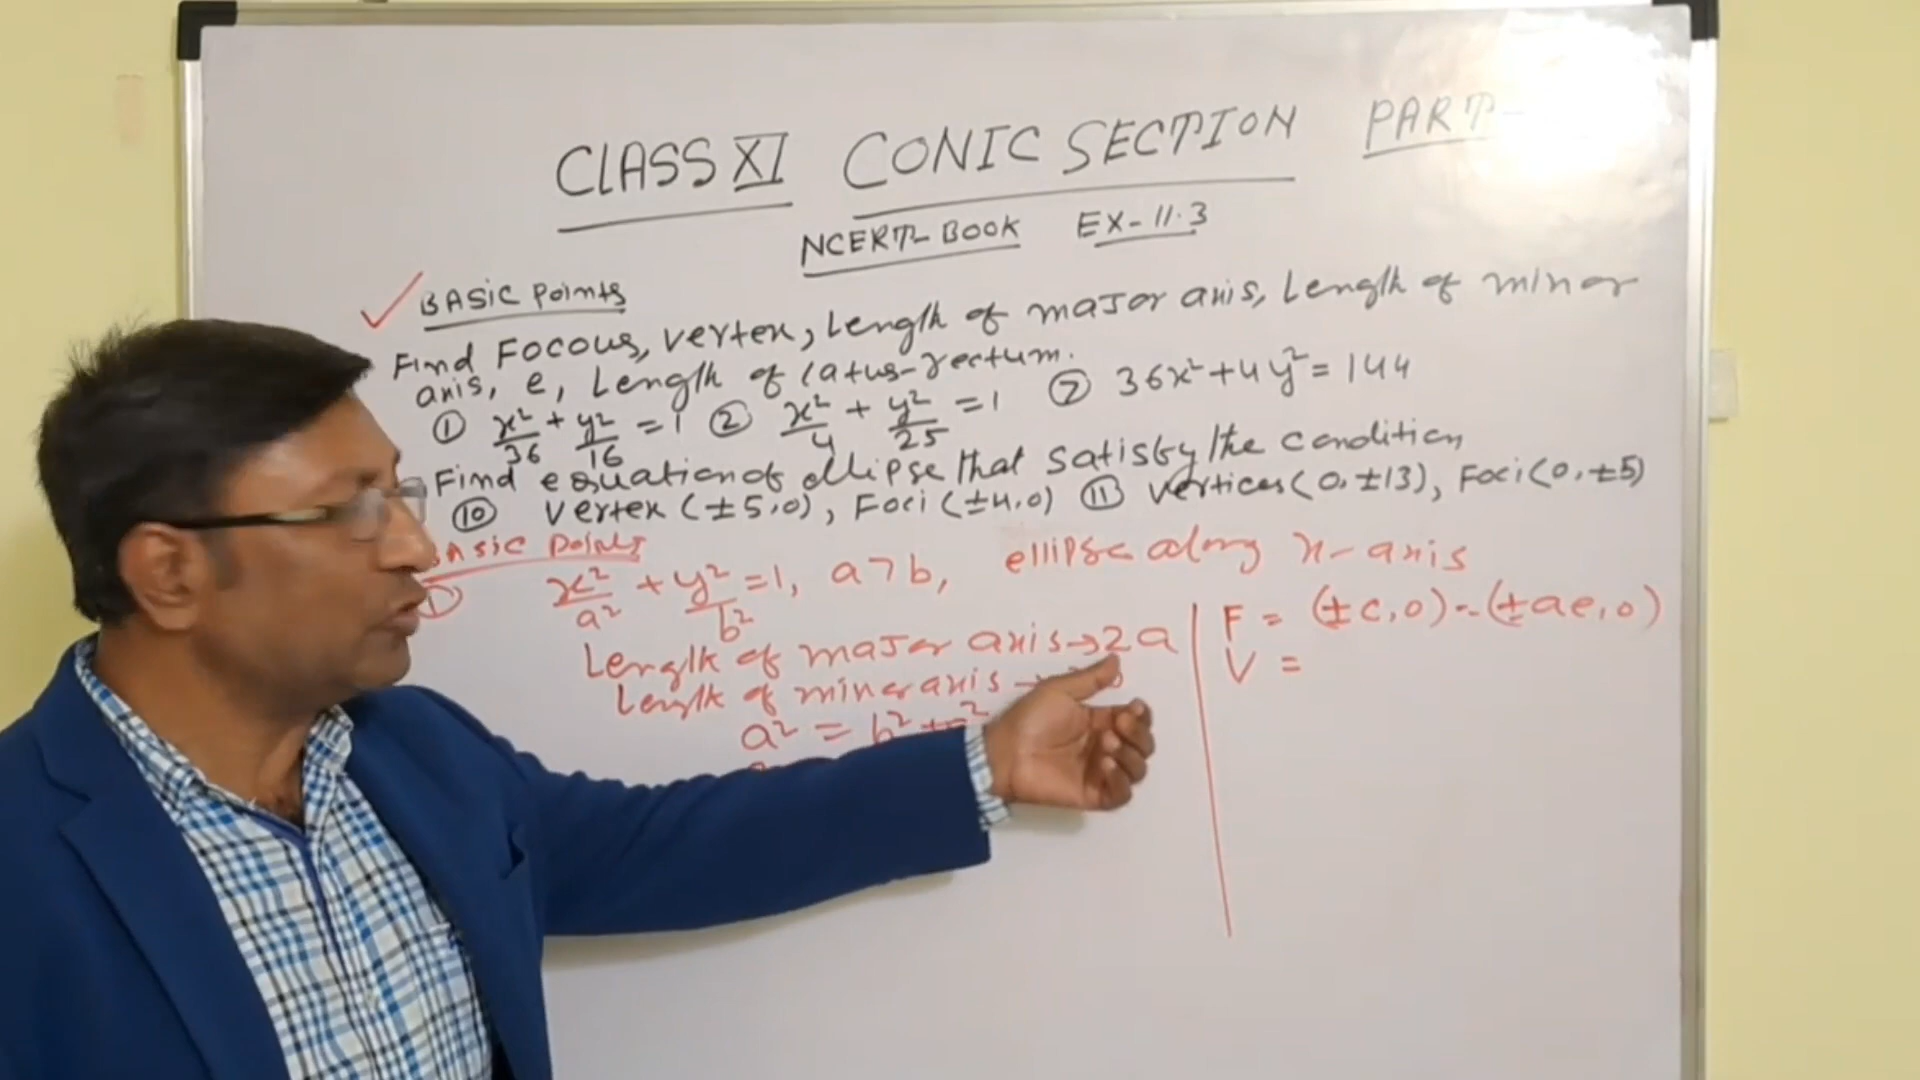 CLASS XI CONIC SECTION PART-
NCERT-BOOK EX-11.3
BASIC Points
Find Focous, vertex, Length of major axis, Length of minor
axis, e, Length of latus-rectum.
① x²/36 + y²/16 = 1 ② x²/4 + y²/25 = 1 ⑦ 36x² + 4y² = 144
Find equation of ellipse that satisfy the condition
⑩ vertex (±5,0), Foci (±4,0) ⑪ vertices (0,±13), Foci (0,±5)
BASIC Points
① x²/a² + y²/b² = 1, a>b, ellipse along x-axis
Length of major axis → 2a
Length of minor axis →
a² = b² + c²
F = (±c,0) - (±ae,0)
V =